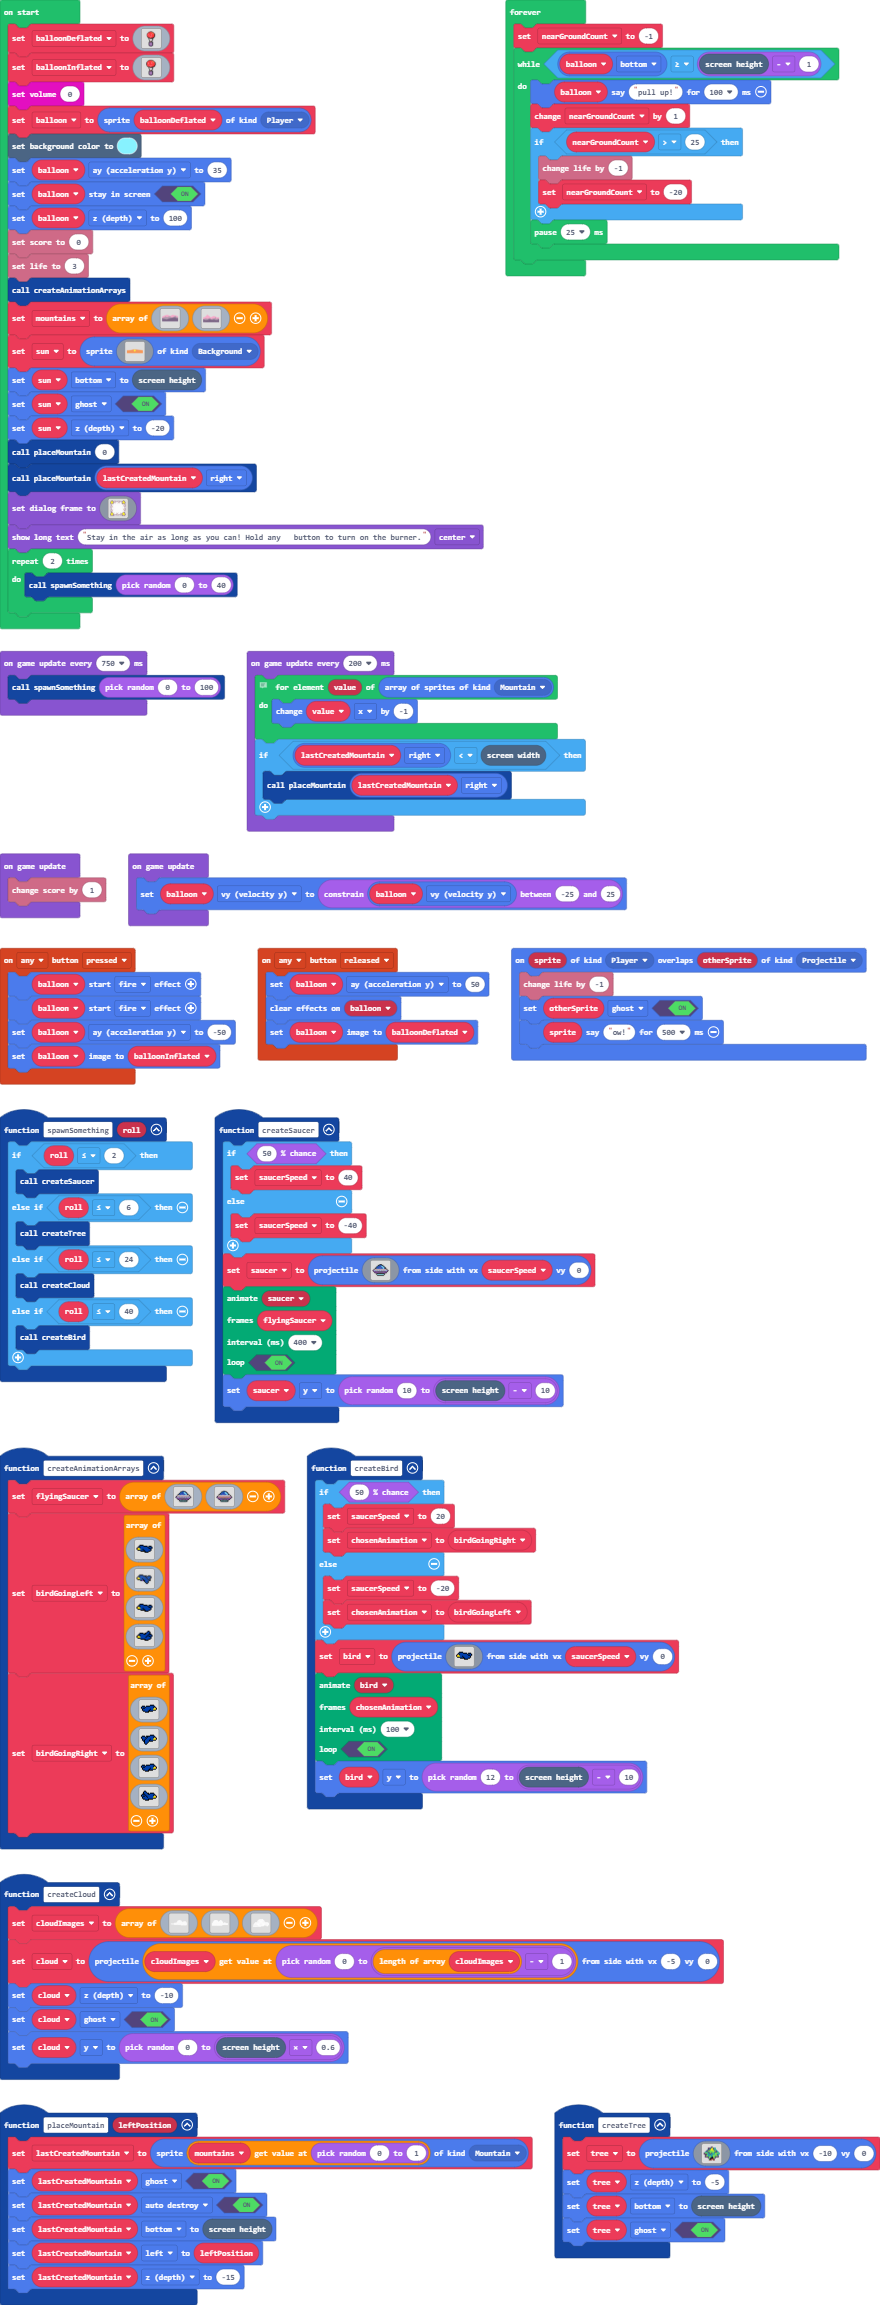 on start
set balloonDeflated to
set balloonInflated to
set volume 0
set balloon to sprite balloonDeflated of kind Player
set background color to
set balloon ay (acceleration y) to 35
set balloon stay in screen ON
set balloon z (depth) to 100
set score to 0
set life to 3
call createAnimationArrays
set mountains to array of
set sun to sprite of kind Background
set sun bottom to screen height
set sun ghost ON
set sun z (depth) to -20
call placeMountain 0
call placeMountain lastCreatedMountain right
set dialog frame to
show long text "Stay in the air as long as you can! Hold any button to turn on the burner." center
repeat 2 times
do call spawnSomething pick random 0 to 40
forever
set nearGroundCount to -1
while balloon bottom ≥ screen height - 1
do balloon say "pull up!" for 100 ms
change nearGroundCount by 1
if nearGroundCount > 25 then
change life by -1
set nearGroundCount to -20
pause 25 ms
on game update every 750 ms
call spawnSomething pick random 0 to 100
on game update every 200 ms
for element value of array of sprites of kind Mountain
do change value x by -1
if lastCreatedMountain right < screen width then
call placeMountain lastCreatedMountain right
on game update
change score by 1
on game update
set balloon vy (velocity y) to constrain balloon vy (velocity y) between -25 and 25
on any button pressed
balloon start fire effect
balloon start fire effect
set balloon ay (acceleration y) to -50
set balloon image to balloonInflated
on any button released
set balloon ay (acceleration y) to 50
clear effects on balloon
set balloon image to balloonDeflated
on sprite of kind Player overlaps otherSprite of kind Projectile
change life by -1
set otherSprite ghost ON
sprite say "ow!" for 500 ms
function spawnSomething roll
if roll ≤ 2 then
call createSaucer
else if roll ≤ 6 then
call createTree
else if roll ≤ 24 then
call createCloud
else if roll ≤ 40 then
call createBird
function createSaucer
if 50 % chance then
set saucerSpeed to 40
else
set saucerSpeed to -40
set saucer to projectile from side with vx saucerSpeed vy 0
animate saucer
frames flyingSaucer
interval (ms) 400
loop ON
set saucer y to pick random 10 to screen height - 10
function createAnimationArrays
set flyingSaucer to array of
array of
set birdGoingLeft to
array of
set birdGoingRight to
function createBird
if 50 % chance then
set saucerSpeed to 20
set chosenAnimation to birdGoingRight
else
set saucerSpeed to -20
set chosenAnimation to birdGoingLeft
set bird to projectile from side with vx saucerSpeed vy 0
animate bird
frames chosenAnimation
interval (ms) 100
loop ON
set bird y to pick random 12 to screen height - 10
function createCloud
set cloudImages to array of
set cloud to projectile cloudImages get value at pick random 0 to length of array cloudImages - 1 from side with vx -5 vy 0
set cloud z (depth) to -10
set cloud ghost ON
set cloud y to pick random 0 to screen height × 0.6
function placeMountain leftPosition
set lastCreatedMountain to sprite mountains get value at pick random 0 to 1 of kind Mountain
set lastCreatedMountain ghost ON
set lastCreatedMountain auto destroy ON
set lastCreatedMountain bottom to screen height
set lastCreatedMountain left to leftPosition
set lastCreatedMountain z (depth) to -15
function createTree
set tree to projectile from side with vx -10 vy 0
set tree z (depth) to -5
set tree bottom to screen height
set tree ghost ON